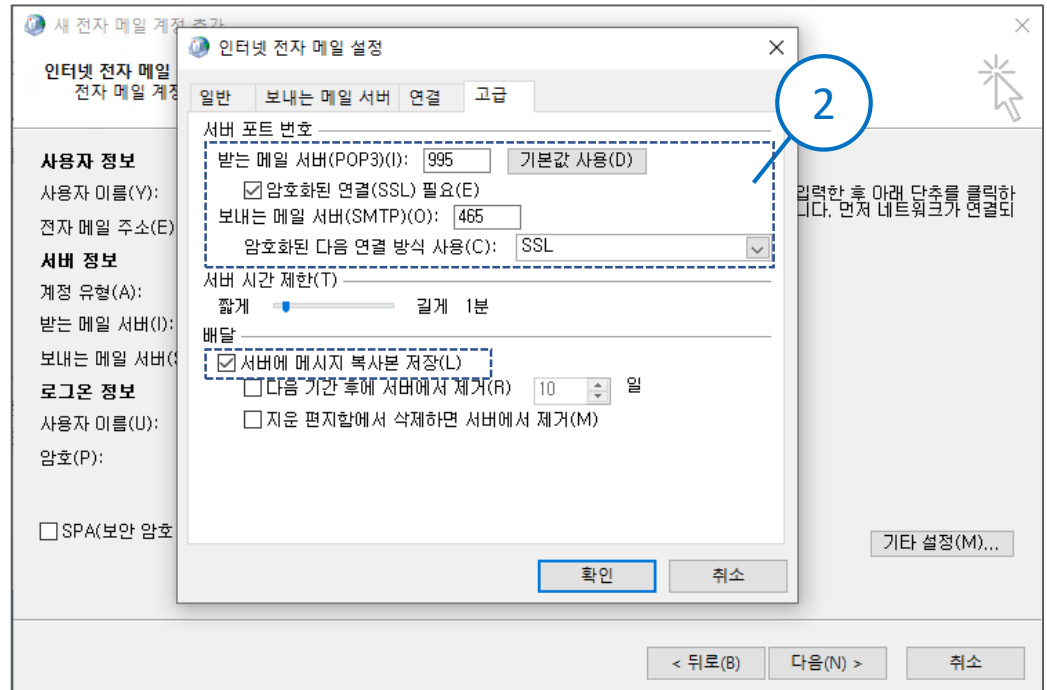 새 전자 메일 계정 추가
인터넷 전자 메일 설정
인터넷 전자 메일
전자 메일 계정
일반 보내는 메일 서버 연결 고급
2
서버 포트 번호
받는 메일 서버(POP3)(I): 995 기본값 사용(D)
암호화된 연결(SSL) 필요(E)
보내는 메일 서버(SMTP)(O): 465
암호화된 다음 연결 방식 사용(C): SSL
서버 시간 제한(T)
짧게 길게 1분
배달
서버에 메시지 복사본 저장(L)
다음 기간 후에 서버에서 제거(R) 10 일
지운 편지함에서 삭제하면 서버에서 제거(M)
확인 취소
사용자 정보
사용자 이름(Y):
전자 메일 주소(E)
서버 정보
계정 유형(A):
받는 메일 서버(I):
보내는 메일 서버(
로그온 정보
사용자 이름(U):
암호(P):
SPA(보안 암호
입력한 후 아래 단추를 클릭하
니다. 먼저 네트워크가 연결되
기타 설정(M)...
< 뒤로(B) 다음(N) > 취소